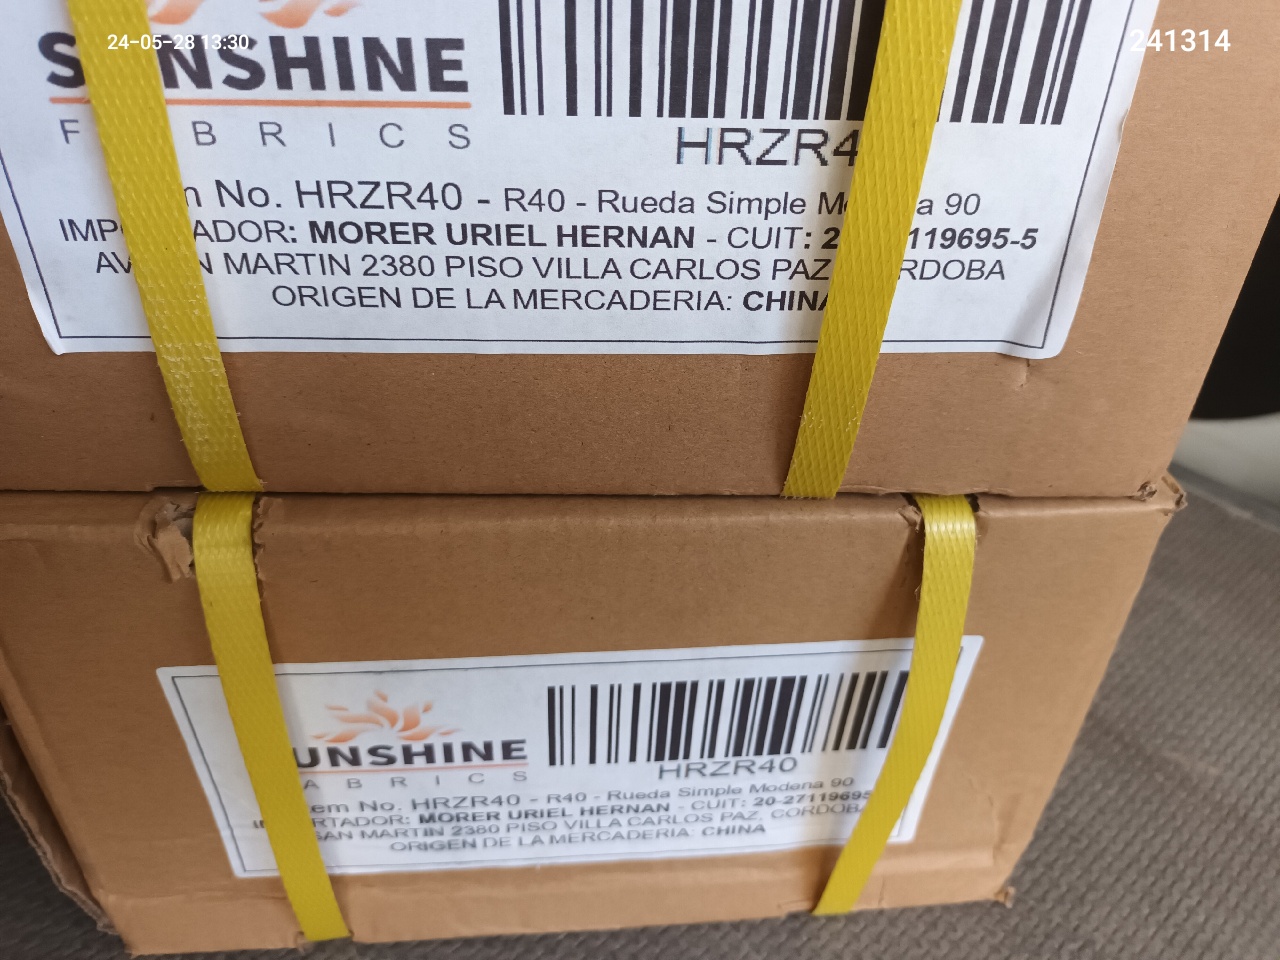 24-05-28 13:30
241314
SUNSHINE
F BRICS
HRZR4
No. HRZR40 - R40 - Rueda Simple M a 90
IMP ADOR: MORER URIEL HERNAN - CUIT: 2 119695-5
AV N MARTIN 2380 PISO VILLA CARLOS PAZ RDOBA
ORIGEN DE LA MERCADERIA: CHINA
UNSHINE
ABRICS
HRZR40
em No. HRZR40 - R40 - Rueda Simple Modena 90
RTADOR: MORER URIEL HERNAN - CUIT: 20-27119695
SAN MARTIN 2380 PISO VILLA CARLOS PAZ, CORDOBA
ORIGEN DE LA MERCADERIA: CHINA